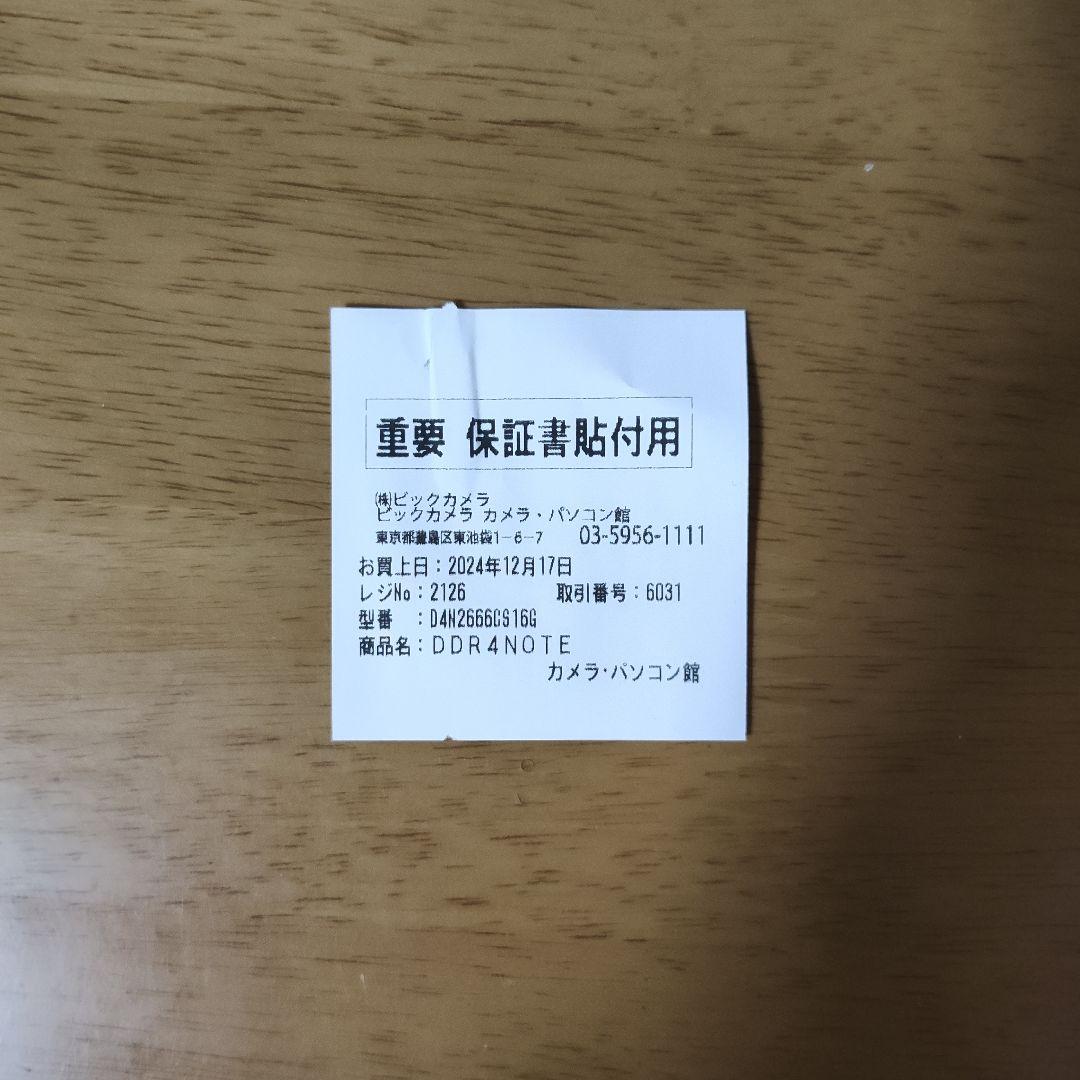 重要 保証書貼付用
㈱ビックカメラ
ビックカメラ カメラ・パソコン館
東京都豊島区東池袋1-6-7 03-5956-1111
お買上日：2024年12月17日
レジNo：2126 取引番号：6031
型番 ：D4N2666CS16G
商品名：ＤＤＲ４ＮＯＴＥ
カメラ･パソコン館